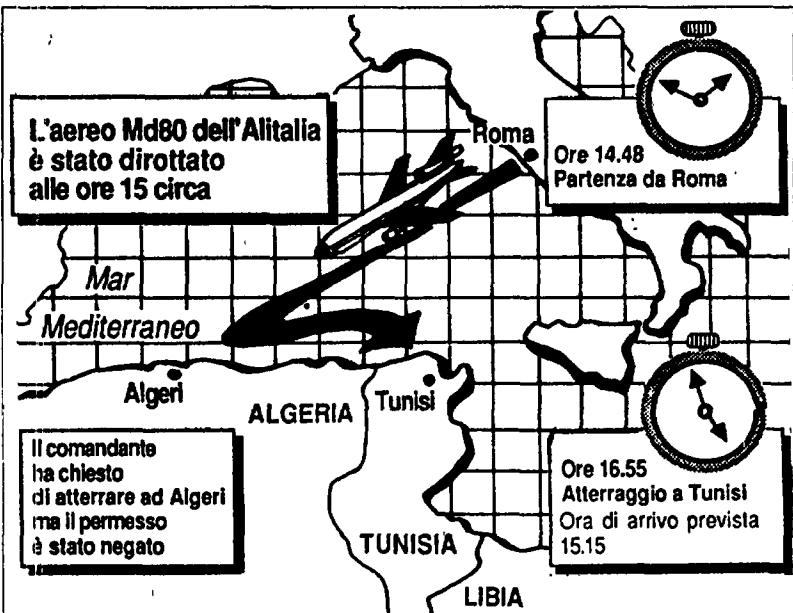 L'aereo Md80 dell'Alitalia
è stato dirottato
alle ore 15 circa
Roma
Ore 14.48
Partenza da Roma
Mar
Mediterraneo
Algeri
ALGERIA
Tunisi
Il comandante
ha chiesto
di atterrare ad Algeri
ma il permesso
è stato negato
Ore 16.55
Atterraggio a Tunisi
Ora di arrivo prevista
15.15
TUNISIA
LIBIA